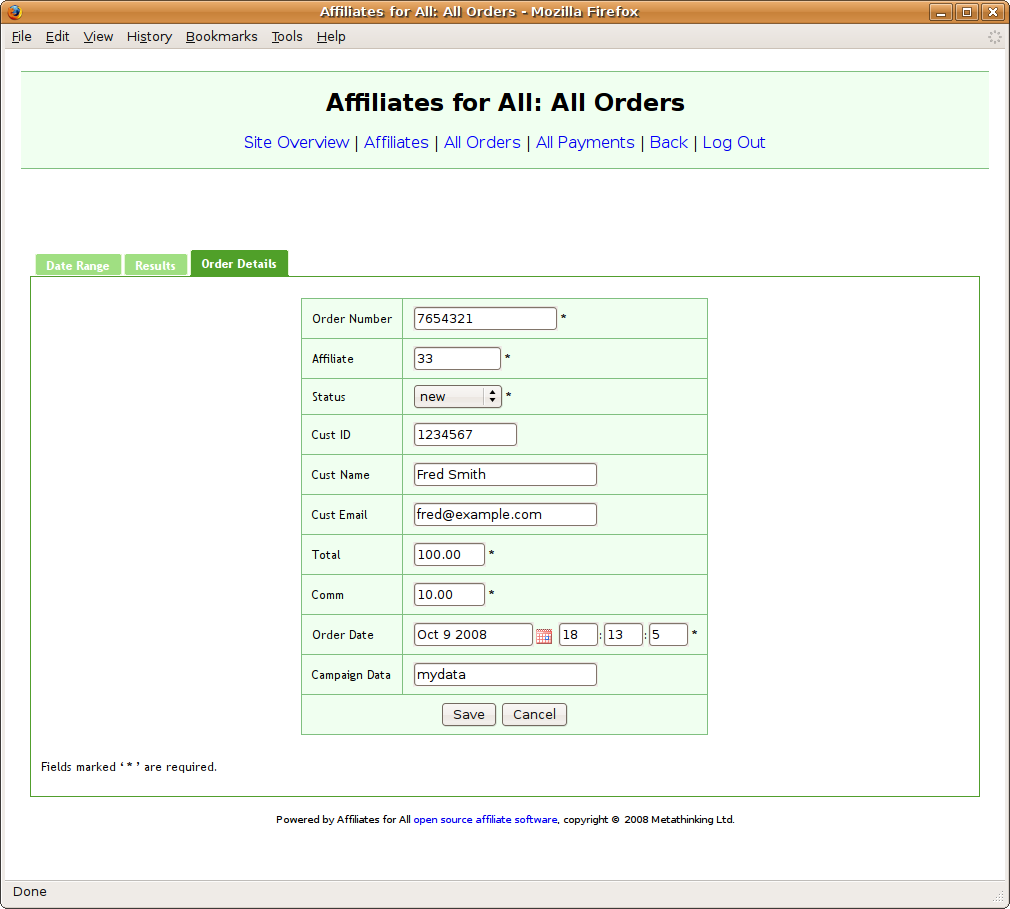 Affiliates for All: All Orders - Mozilla Firefox
File Edit View History Bookmarks Tools Help
Affiliates for All: All Orders
Site Overview | Affiliates | All Orders | All Payments | Back | Log Out
Date Range Results Order Details
Order Number 7654321 *
Affiliate 33 *
Status new *
Cust ID 1234567
Cust Name Fred Smith
Cust Email fred@example.com
Total 100.00 *
Comm 10.00 *
Order Date Oct 9 2008 18 : 13 : 5 *
Campaign Data mydata
Save Cancel
Fields marked ‘ * ’ are required.
Powered by Affiliates for All open source affiliate software, copyright © 2008 Metathinking Ltd.
Done